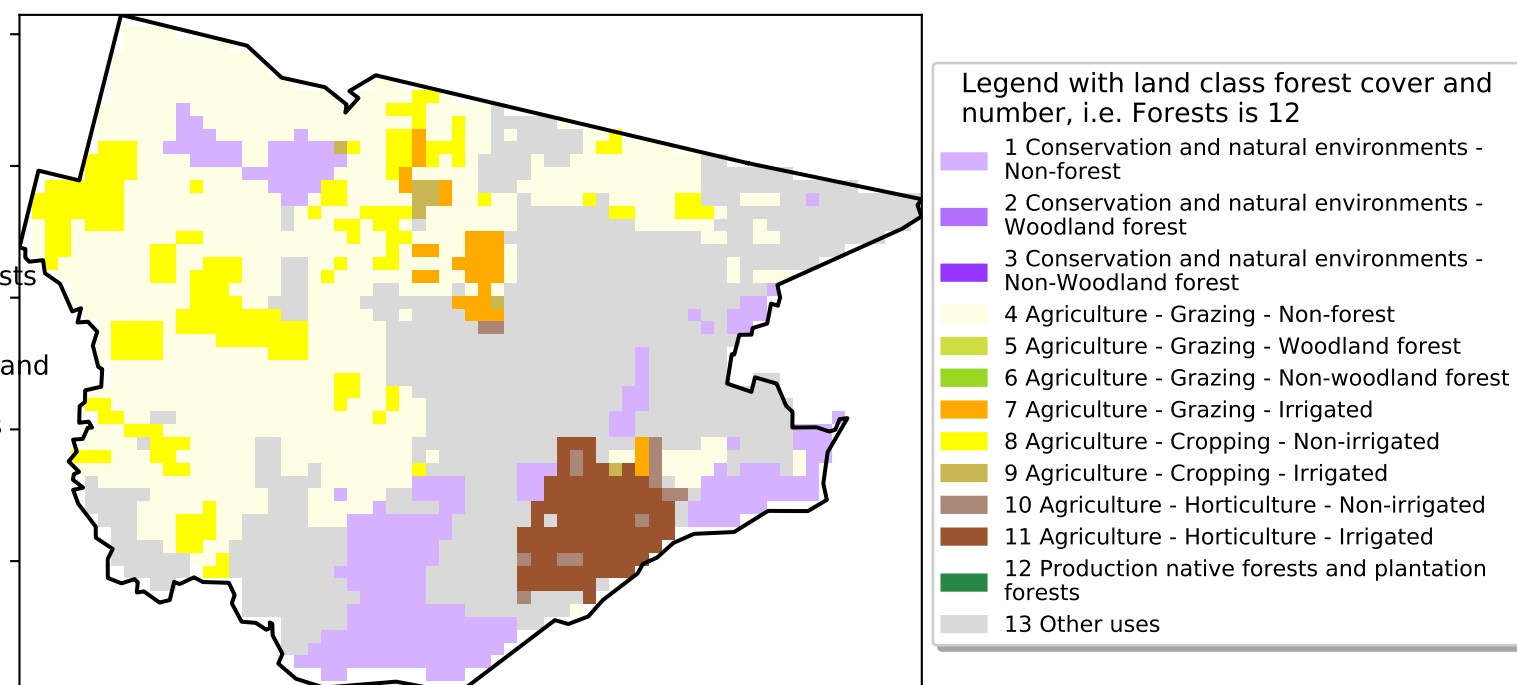 Legend with land class forest cover and
number, i.e. Forests is 12
1 Conservation and natural environments -
Non-forest
2 Conservation and natural environments -
Woodland forest
3 Conservation and natural environments -
Non-Woodland forest
4 Agriculture - Grazing - Non-forest
5 Agriculture - Grazing - Woodland forest
6 Agriculture - Grazing - Non-woodland forest
7 Agriculture - Grazing - Irrigated
8 Agriculture - Cropping - Non-irrigated
9 Agriculture - Cropping - Irrigated
10 Agriculture - Horticulture - Non-irrigated
11 Agriculture - Horticulture - Irrigated
12 Production native forests and plantation
forests
13 Other uses